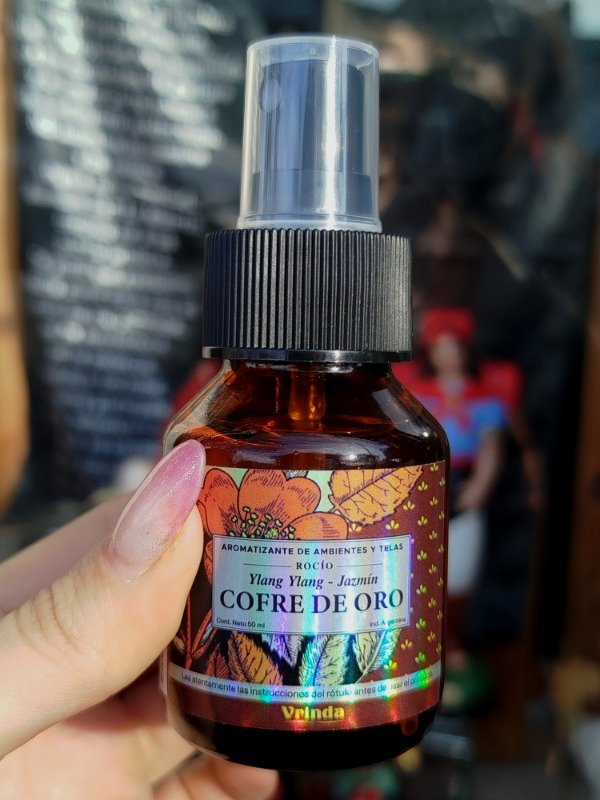 AROMATIZANTE DE AMBIENTES Y TELAS
ROCÍO
Ylang Ylang - Jazmín
COFRE DE ORO
Cont. Neto 50 ml Ind. Argentina
Lea atentamente las instrucciones del rótulo antes de usar el
Vrinda